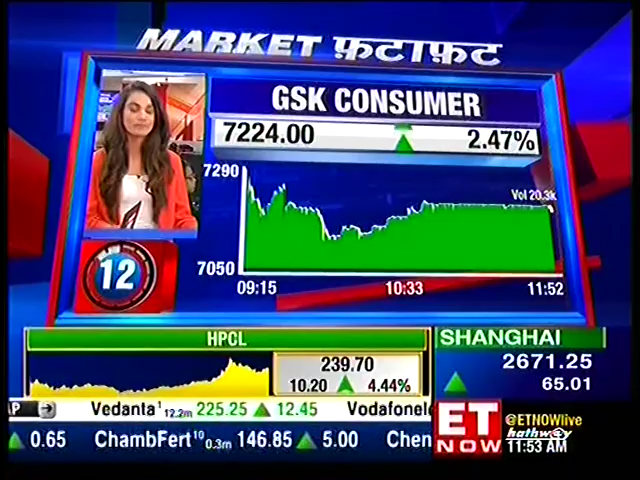 MARKET फ़टाफ़ट
GSK CONSUMER
7224.00 2.47%
7290
Vol 20.3k
7050
09:15 10:33 11:52
12
HPCL
239.70
10.20 4.44%
SHANGHAI
2671.25
65.01
Vedanta 1 12.2m 225.25 12.45 Vodafone
0.65 ChambFert 10 0.3m 146.85 5.00 Chen
ET
NOW
@ETNOWlive
hathway
11:53 AM